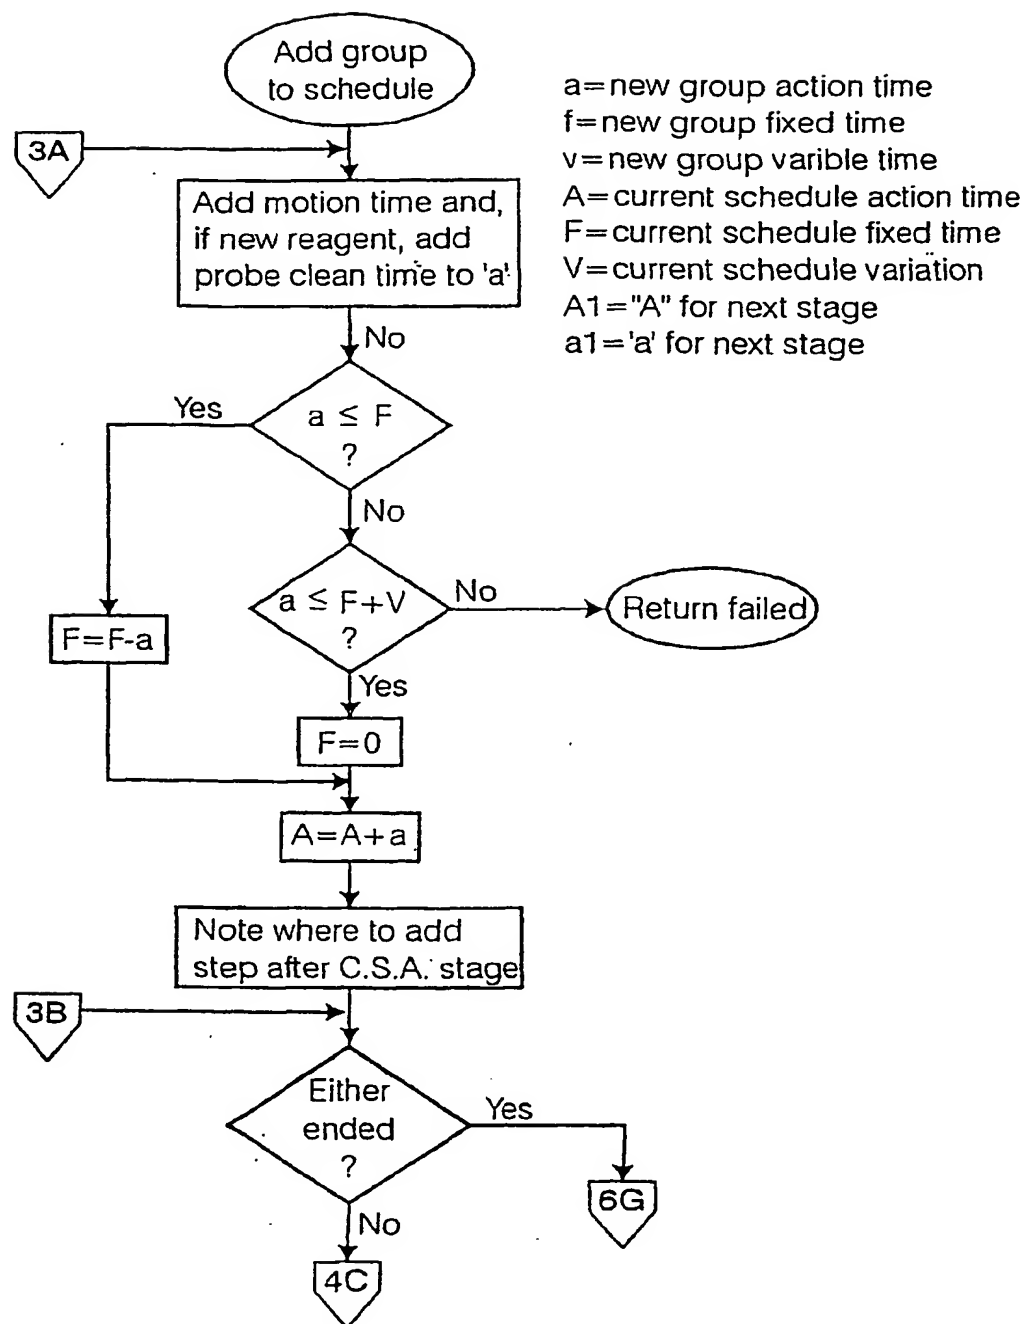 Add group
to schedule
a=new group action time
f=new group fixed time
v=new group varible time
A=current schedule action time
F=current schedule fixed time
V=current schedule variation
A1="A" for next stage
a1='a' for next stage
3A
Add motion time and,
if new reagent, add
probe clean time to 'a'
No
a ≤ F
?
Yes
No
a ≤ F+V
?
No
Return failed
F=F-a
Yes
F=0
A=A+a
Note where to add
step after C.S.A. stage
3B
Either
ended
?
Yes
6G
No
4C